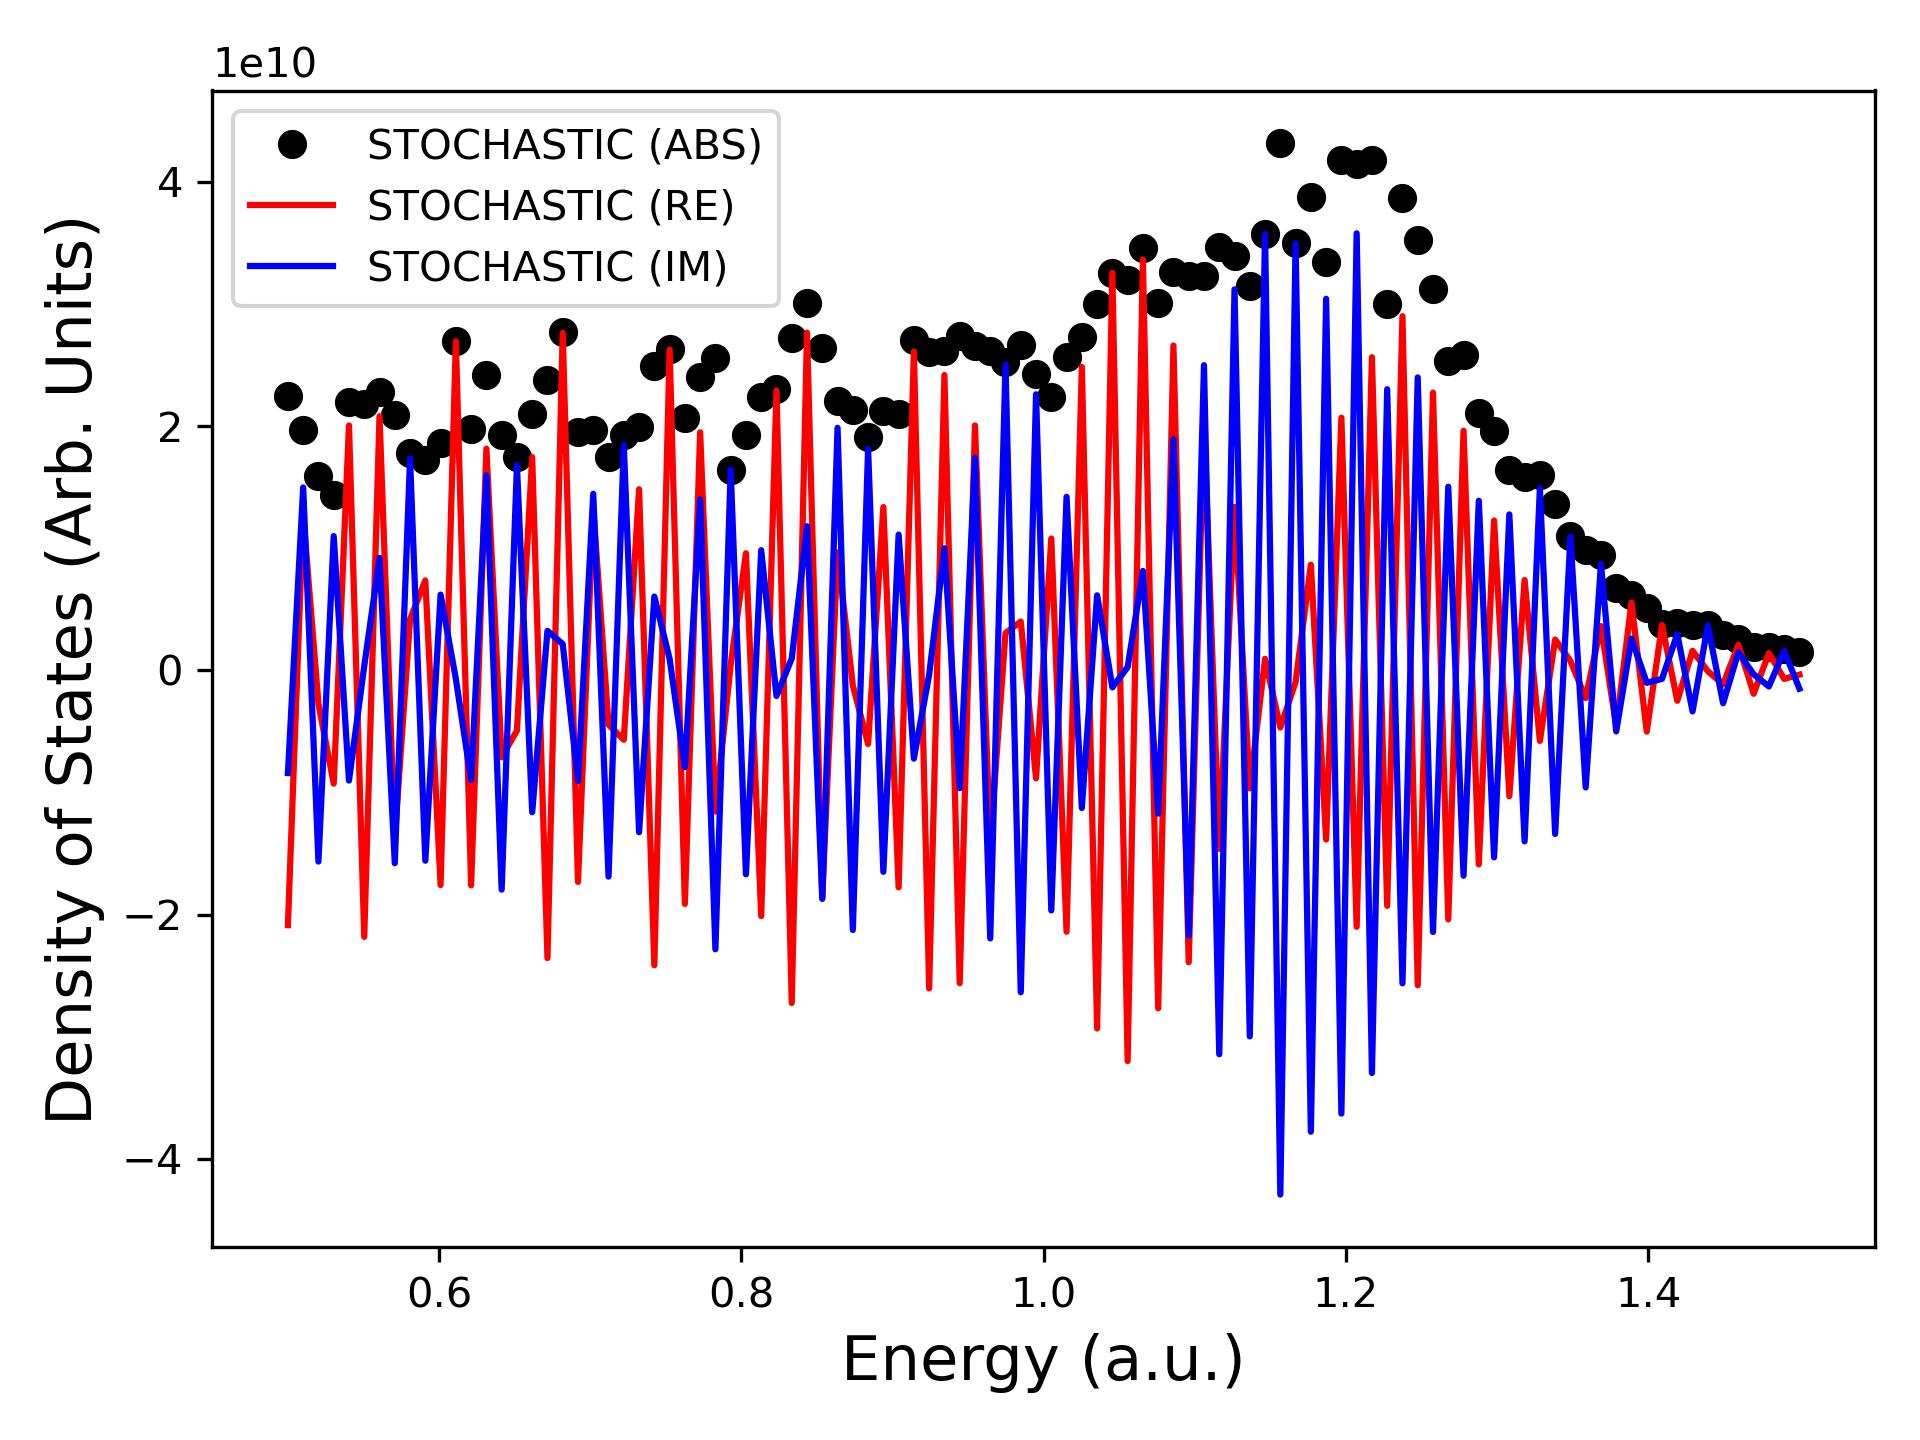 1e10
STOCHASTIC (ABS)
STOCHASTIC (RE)
STOCHASTIC (IM)
4
2
0
−2
−4
Density of States (Arb. Units)
0.6 0.8 1.0 1.2 1.4
Energy (a.u.)